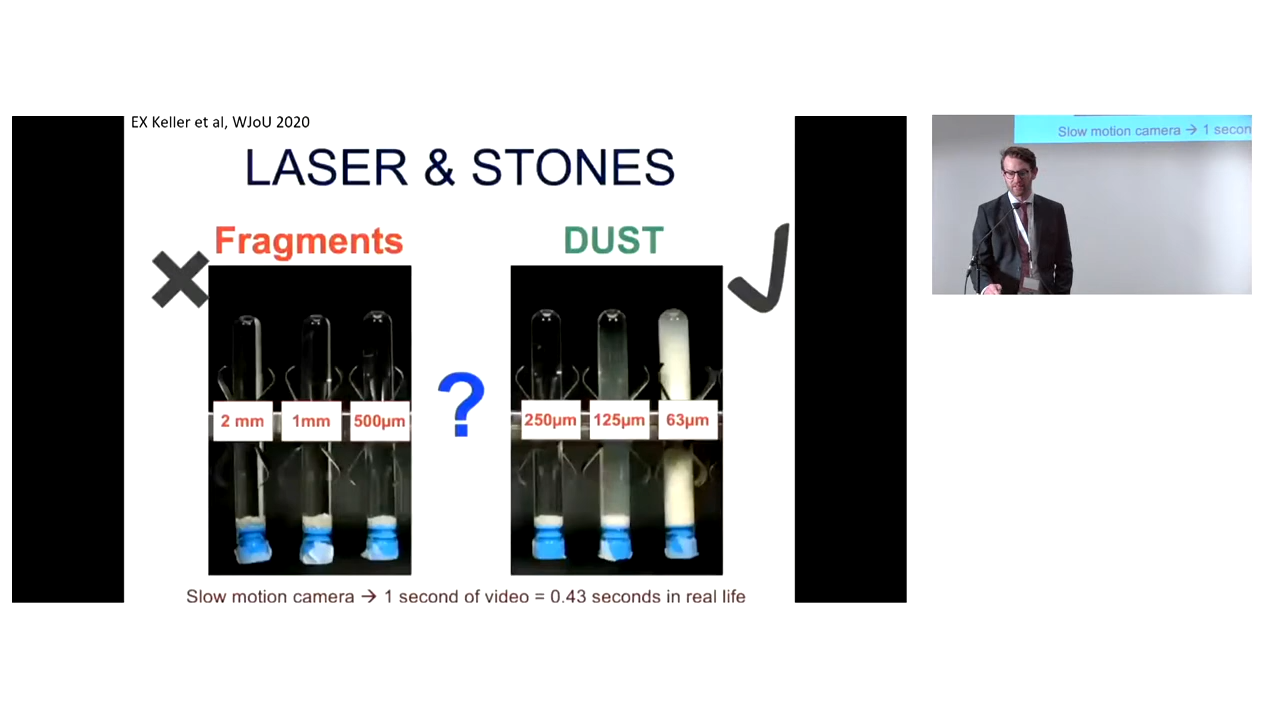 EX Keller et al, WJoU 2020
LASER & STONES
Fragments
DUST
2 mm
1mm
500µm
?
250µm
125µm
63µm
Slow motion camera → 1 second of video = 0.43 seconds in real life
Slow motion camera → 1 secon